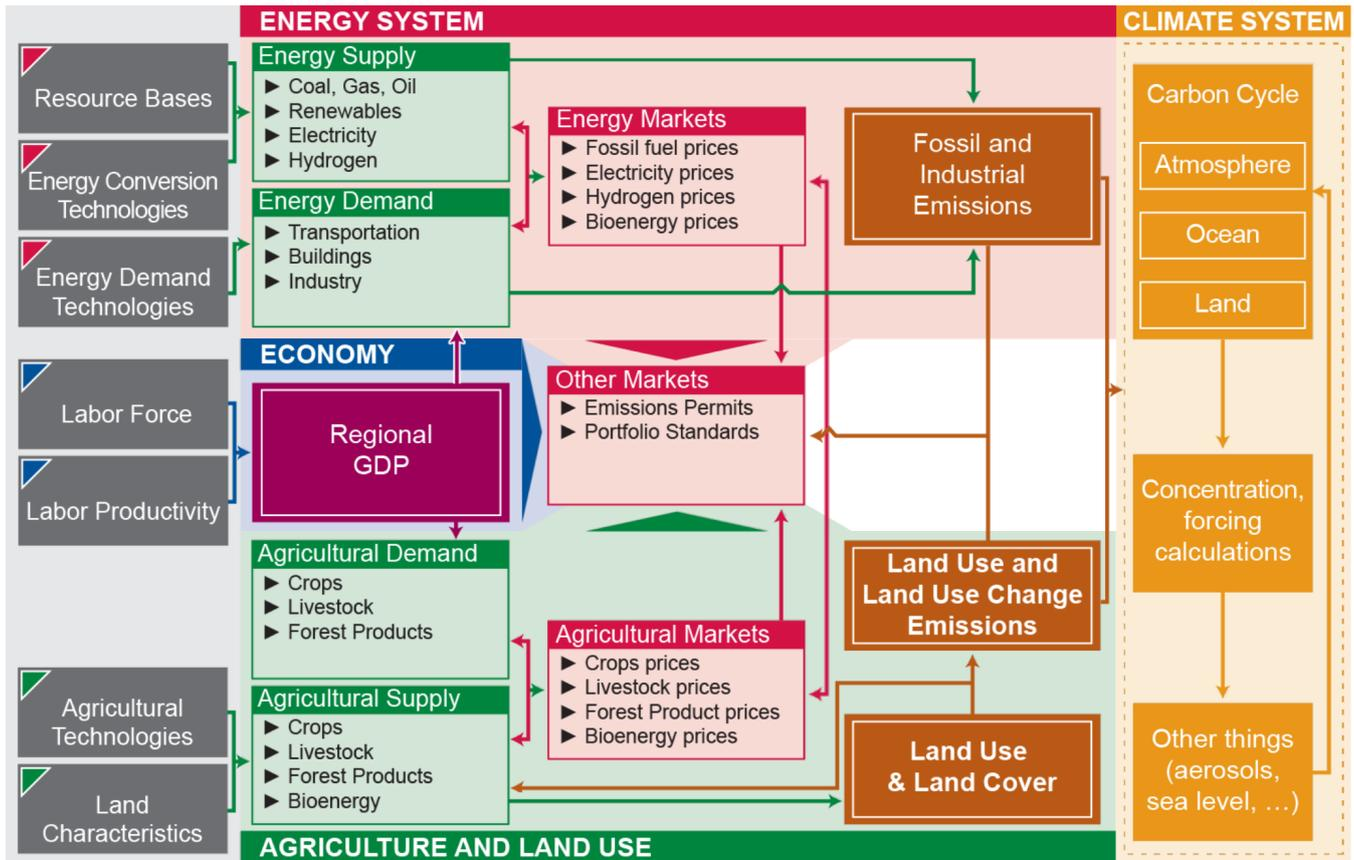 ENERGY SYSTEM
CLIMATE SYSTEM
Resource Bases
Energy Conversion
Technologies
Energy Demand
Technologies
Labor Force
Labor Productivity
Agricultural
Technologies
Land
Characteristics
Energy Supply
► Coal, Gas, Oil
► Renewables
► Electricity
► Hydrogen
Energy Demand
► Transportation
► Buildings
► Industry
Energy Markets
► Fossil fuel prices
► Electricity prices
► Hydrogen prices
► Bioenergy prices
Fossil and
Industrial
Emissions
ECONOMY
Regional
GDP
Other Markets
► Emissions Permits
► Portfolio Standards
Agricultural Demand
► Crops
► Livestock
► Forest Products
Agricultural Supply
► Crops
► Livestock
► Forest Products
► Bioenergy
Agricultural Markets
► Crops prices
► Livestock prices
► Forest Product prices
► Bioenergy prices
Land Use and
Land Use Change
Emissions
Land Use
& Land Cover
AGRICULTURE AND LAND USE
Carbon Cycle
Atmosphere
Ocean
Land
Concentration,
forcing
calculations
Other things
(aerosols,
sea level, …)